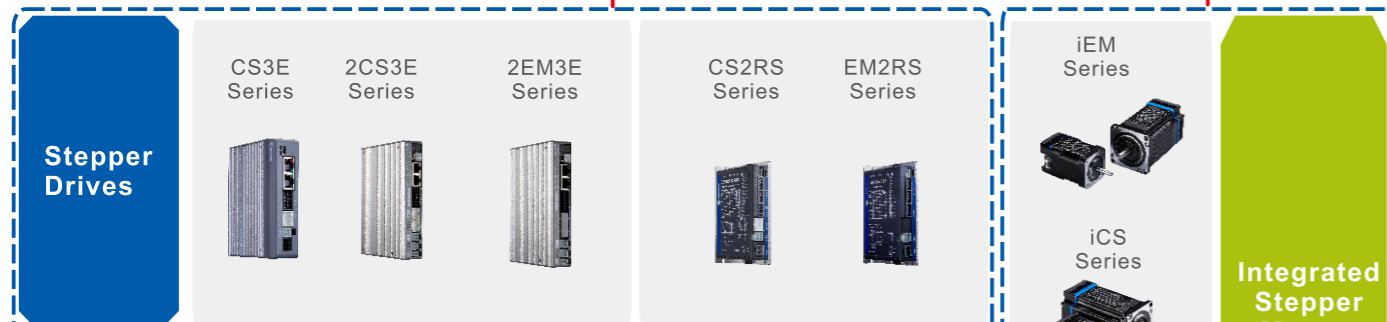 Stepper
Drives
CS3E
Series
2CS3E
Series
2EM3E
Series
CS2RS
Series
EM2RS
Series
iEM
Series
iCS
Series
Integrated
Stepper